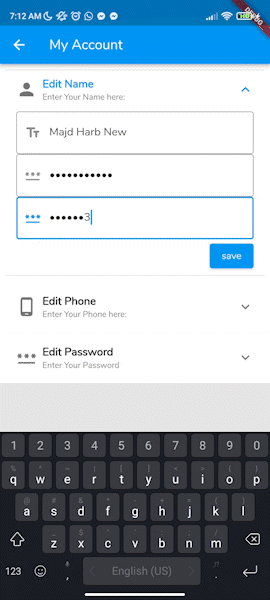 7:12 AM
My Account
Edit Name
Enter Your Name here:
Majd Harb New
•••••••••••
••••••3
save
Edit Phone
Enter Your Phone here:
Edit Password
Enter Your Password
1 2 3 4 5 6 7 8 9 0
q w e r t y u i o p
a s d f g h j k l
z x c v b n m
123 , English (US) .